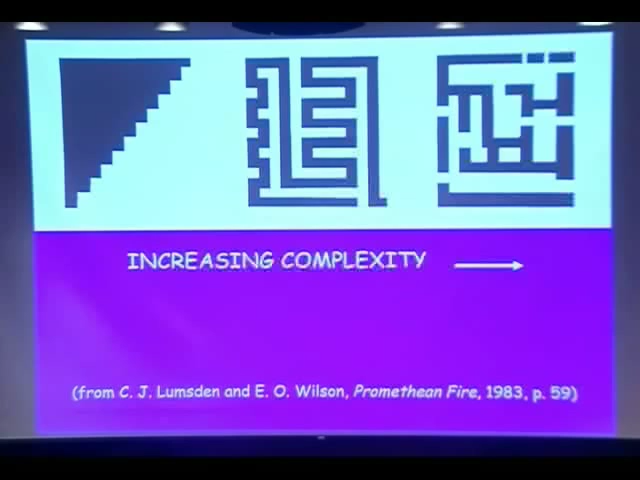 INCREASING COMPLEXITY
(from C. J. Lumsden and E. O. Wilson, Promethean Fire, 1983, p. 59)